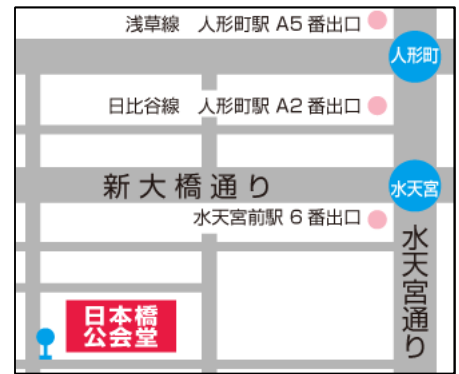 浅草線 人形町駅 A5 番出口
人形町
日比谷線 人形町駅 A2 番出口
新大橋通り
水天宮
水天宮前駅 6 番出口
水天宮通り
日本橋
公会堂